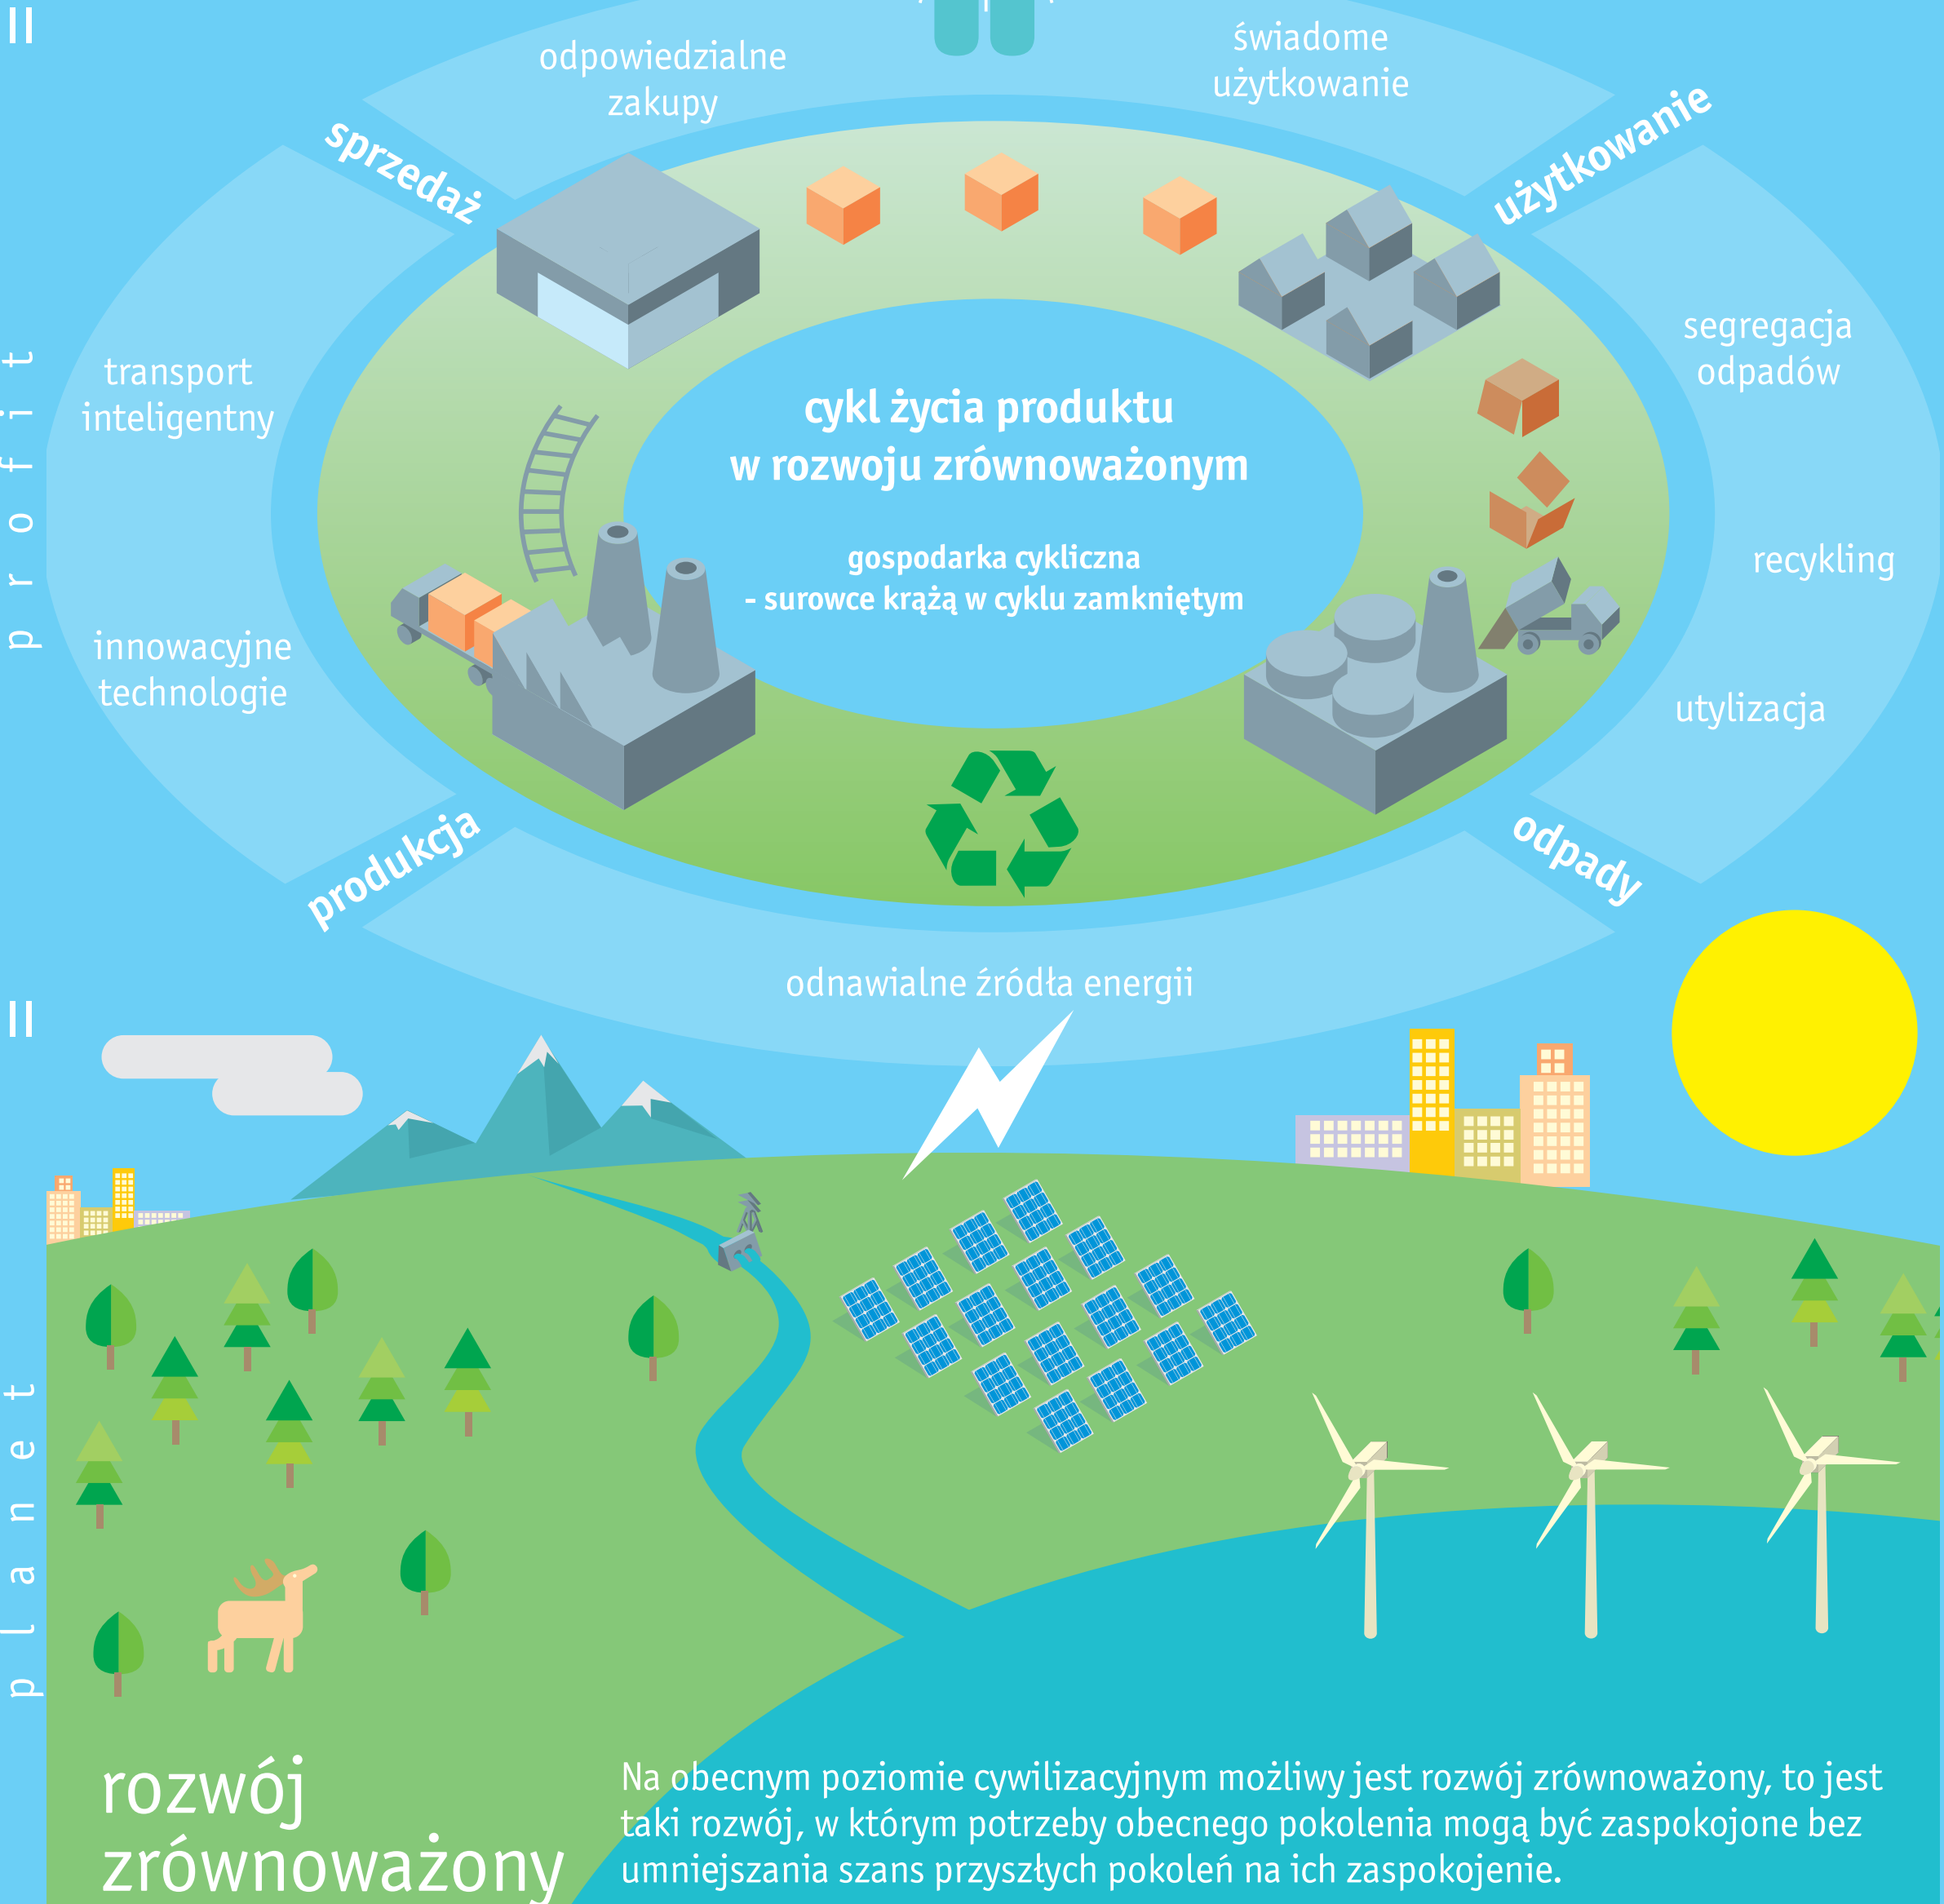 odpowiedzialne
zakupy
świadome
użytkowanie
sprzedaż
użytkowanie
transport
inteligentny
segregacja
odpadów
cykl życia produktu
w rozwoju zrównoważonym
gospodarka cykliczna
- surowce krążą w cyklu zamkniętym
recykling
innowacyjne
technologie
utylizacja
produkcja
odpady
odnawialne źródła energii
profit
planet
rozwój
zrównoważony
Na obecnym poziomie cywilizacyjnym możliwy jest rozwój zrównoważony, to jest
taki rozwój, w którym potrzeby obecnego pokolenia mogą być zaspokojone bez
umniejszania szans przyszłych pokoleń na ich zaspokojenie.